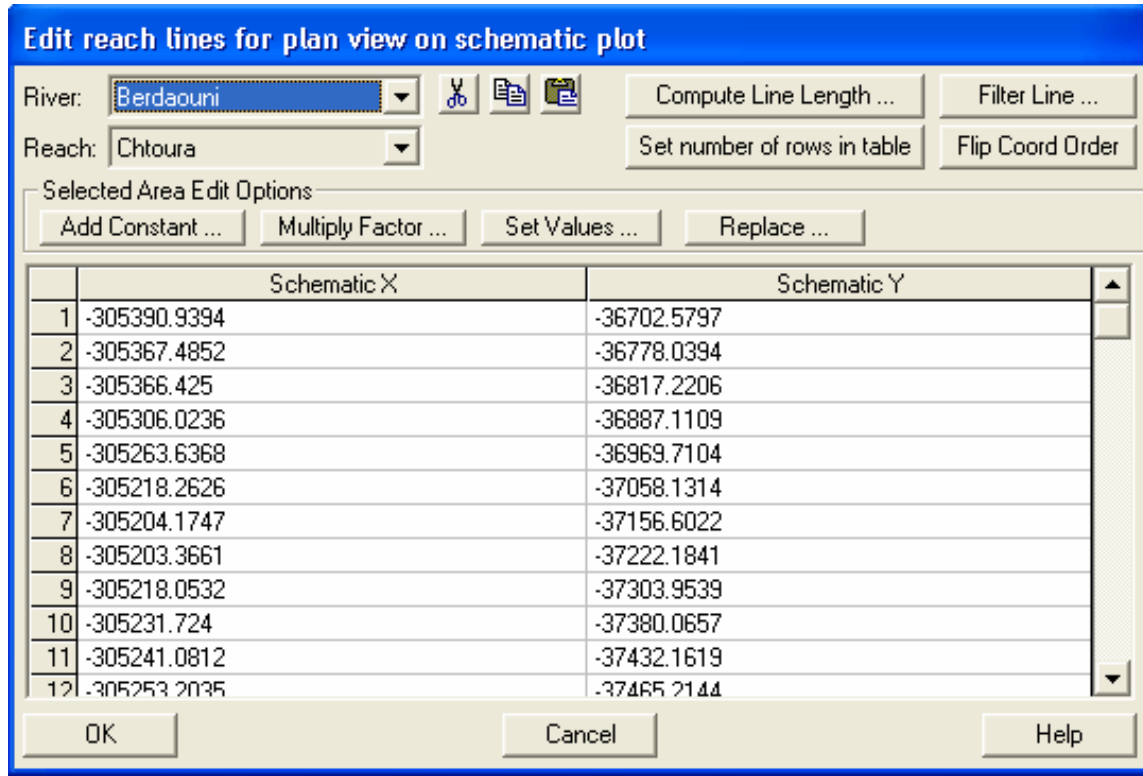 Edit reach lines for plan view on schematic plot
River: Berdaouni Compute Line Length ... Filter Line ...
Reach: Chtoura Set number of rows in table Flip Coord Order
Selected Area Edit Options
Add Constant ... Multiply Factor ... Set Values ... Replace ...
Schematic X Schematic Y
1 -305390.9394 -36702.5797
2 -305367.4852 -36778.0394
3 -305366.425 -36817.2206
4 -305306.0236 -36887.1109
5 -305263.6368 -36969.7104
6 -305218.2626 -37058.1314
7 -305204.1747 -37156.6022
8 -305203.3661 -37222.1841
9 -305218.0532 -37303.9539
10 -305231.724 -37380.0657
11 -305241.0812 -37432.1619
12 -305253.2035 -37465.2144
OK Cancel Help